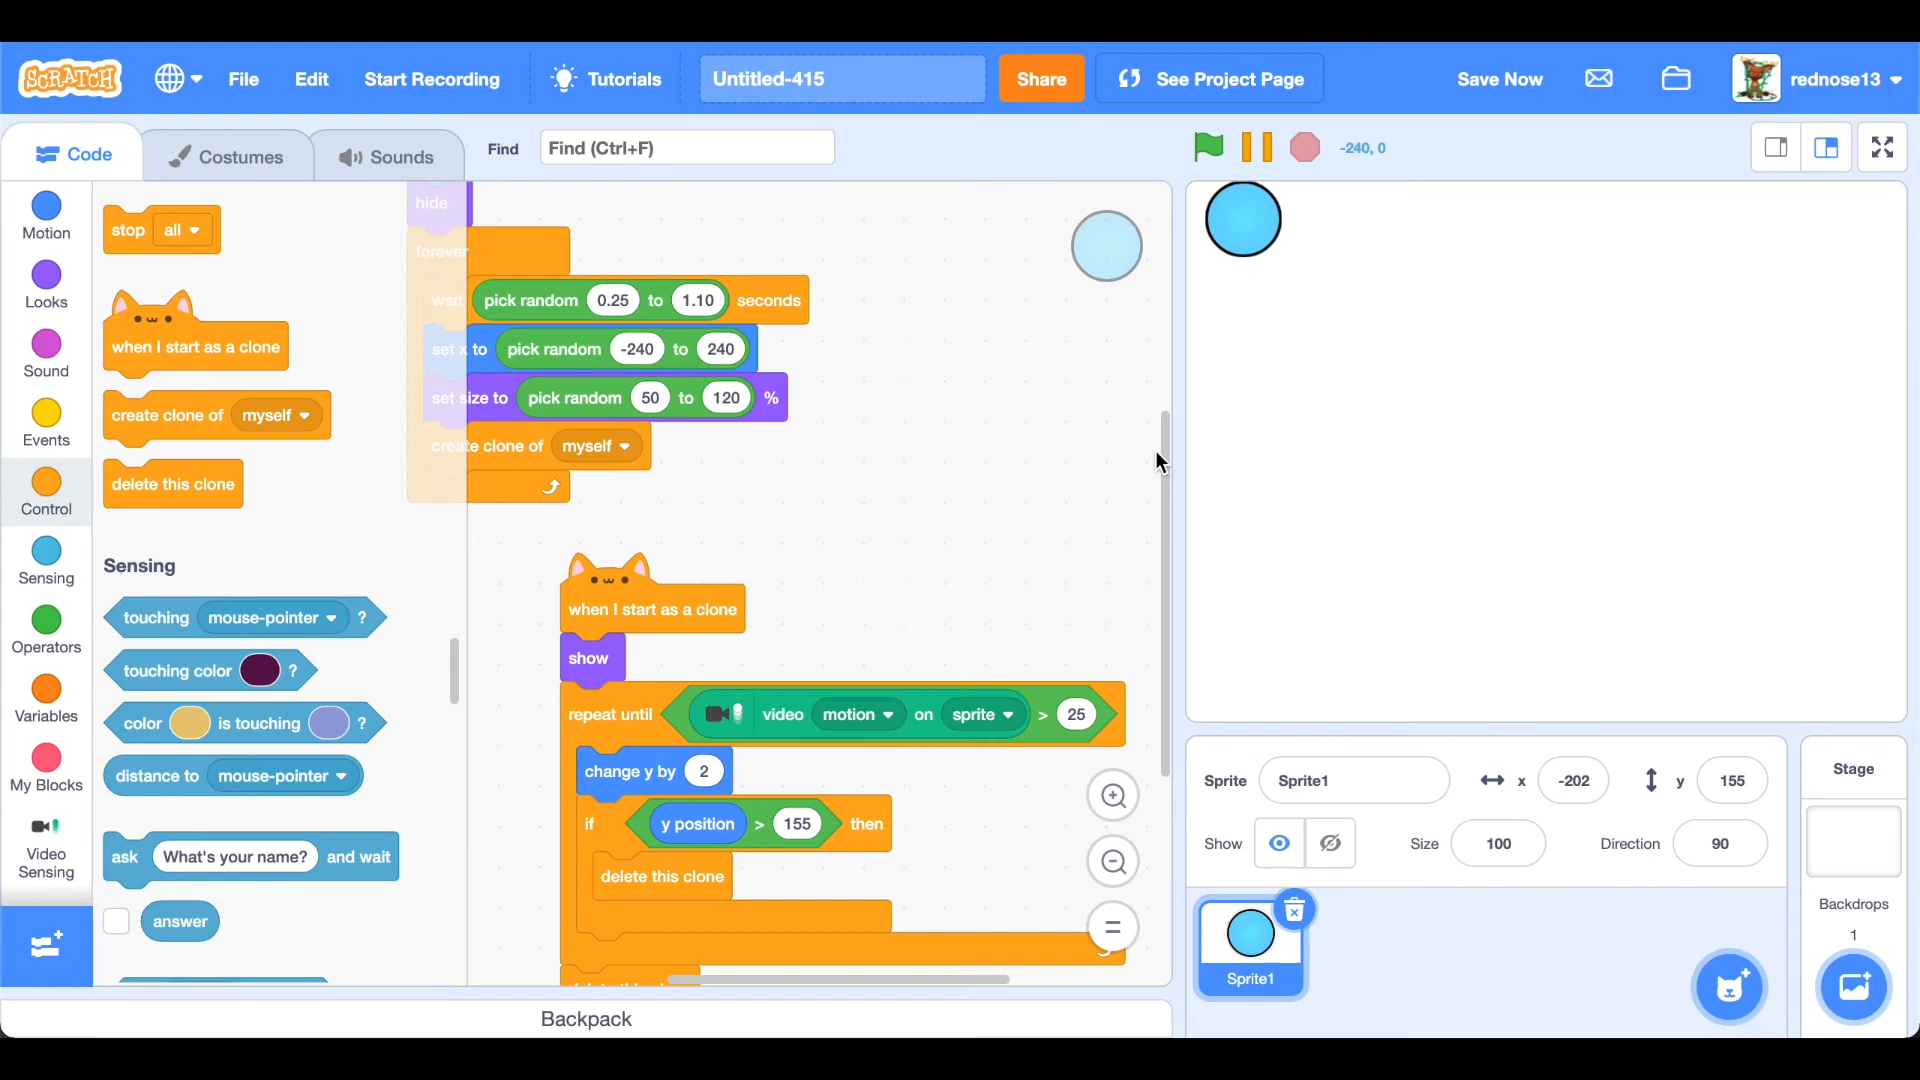 SCRATCH File Edit Start Recording Tutorials Untitled-415 Share See Project Page Save Now rednose13
Code Costumes Sounds Find Find (Ctrl+F) -240, 0
Motion
Looks
Sound
Events
Control
Sensing
Operators
Variables
My Blocks
Video
Sensing
stop all
when I start as a clone
create clone of myself
delete this clone
Sensing
touching mouse-pointer ?
touching color ?
color is touching ?
distance to mouse-pointer
ask What's your name? and wait
answer
hide
forever
wait pick random 0.25 to 1.10 seconds
set x to pick random -240 to 240
set size to pick random 50 to 120 %
create clone of myself
when I start as a clone
show
repeat until video motion on sprite > 25
change y by 2
if y position > 155 then
delete this clone
Backpack
Sprite Sprite1 x -202 y 155
Show Size 100 Direction 90
Sprite1
Stage
Backdrops
1